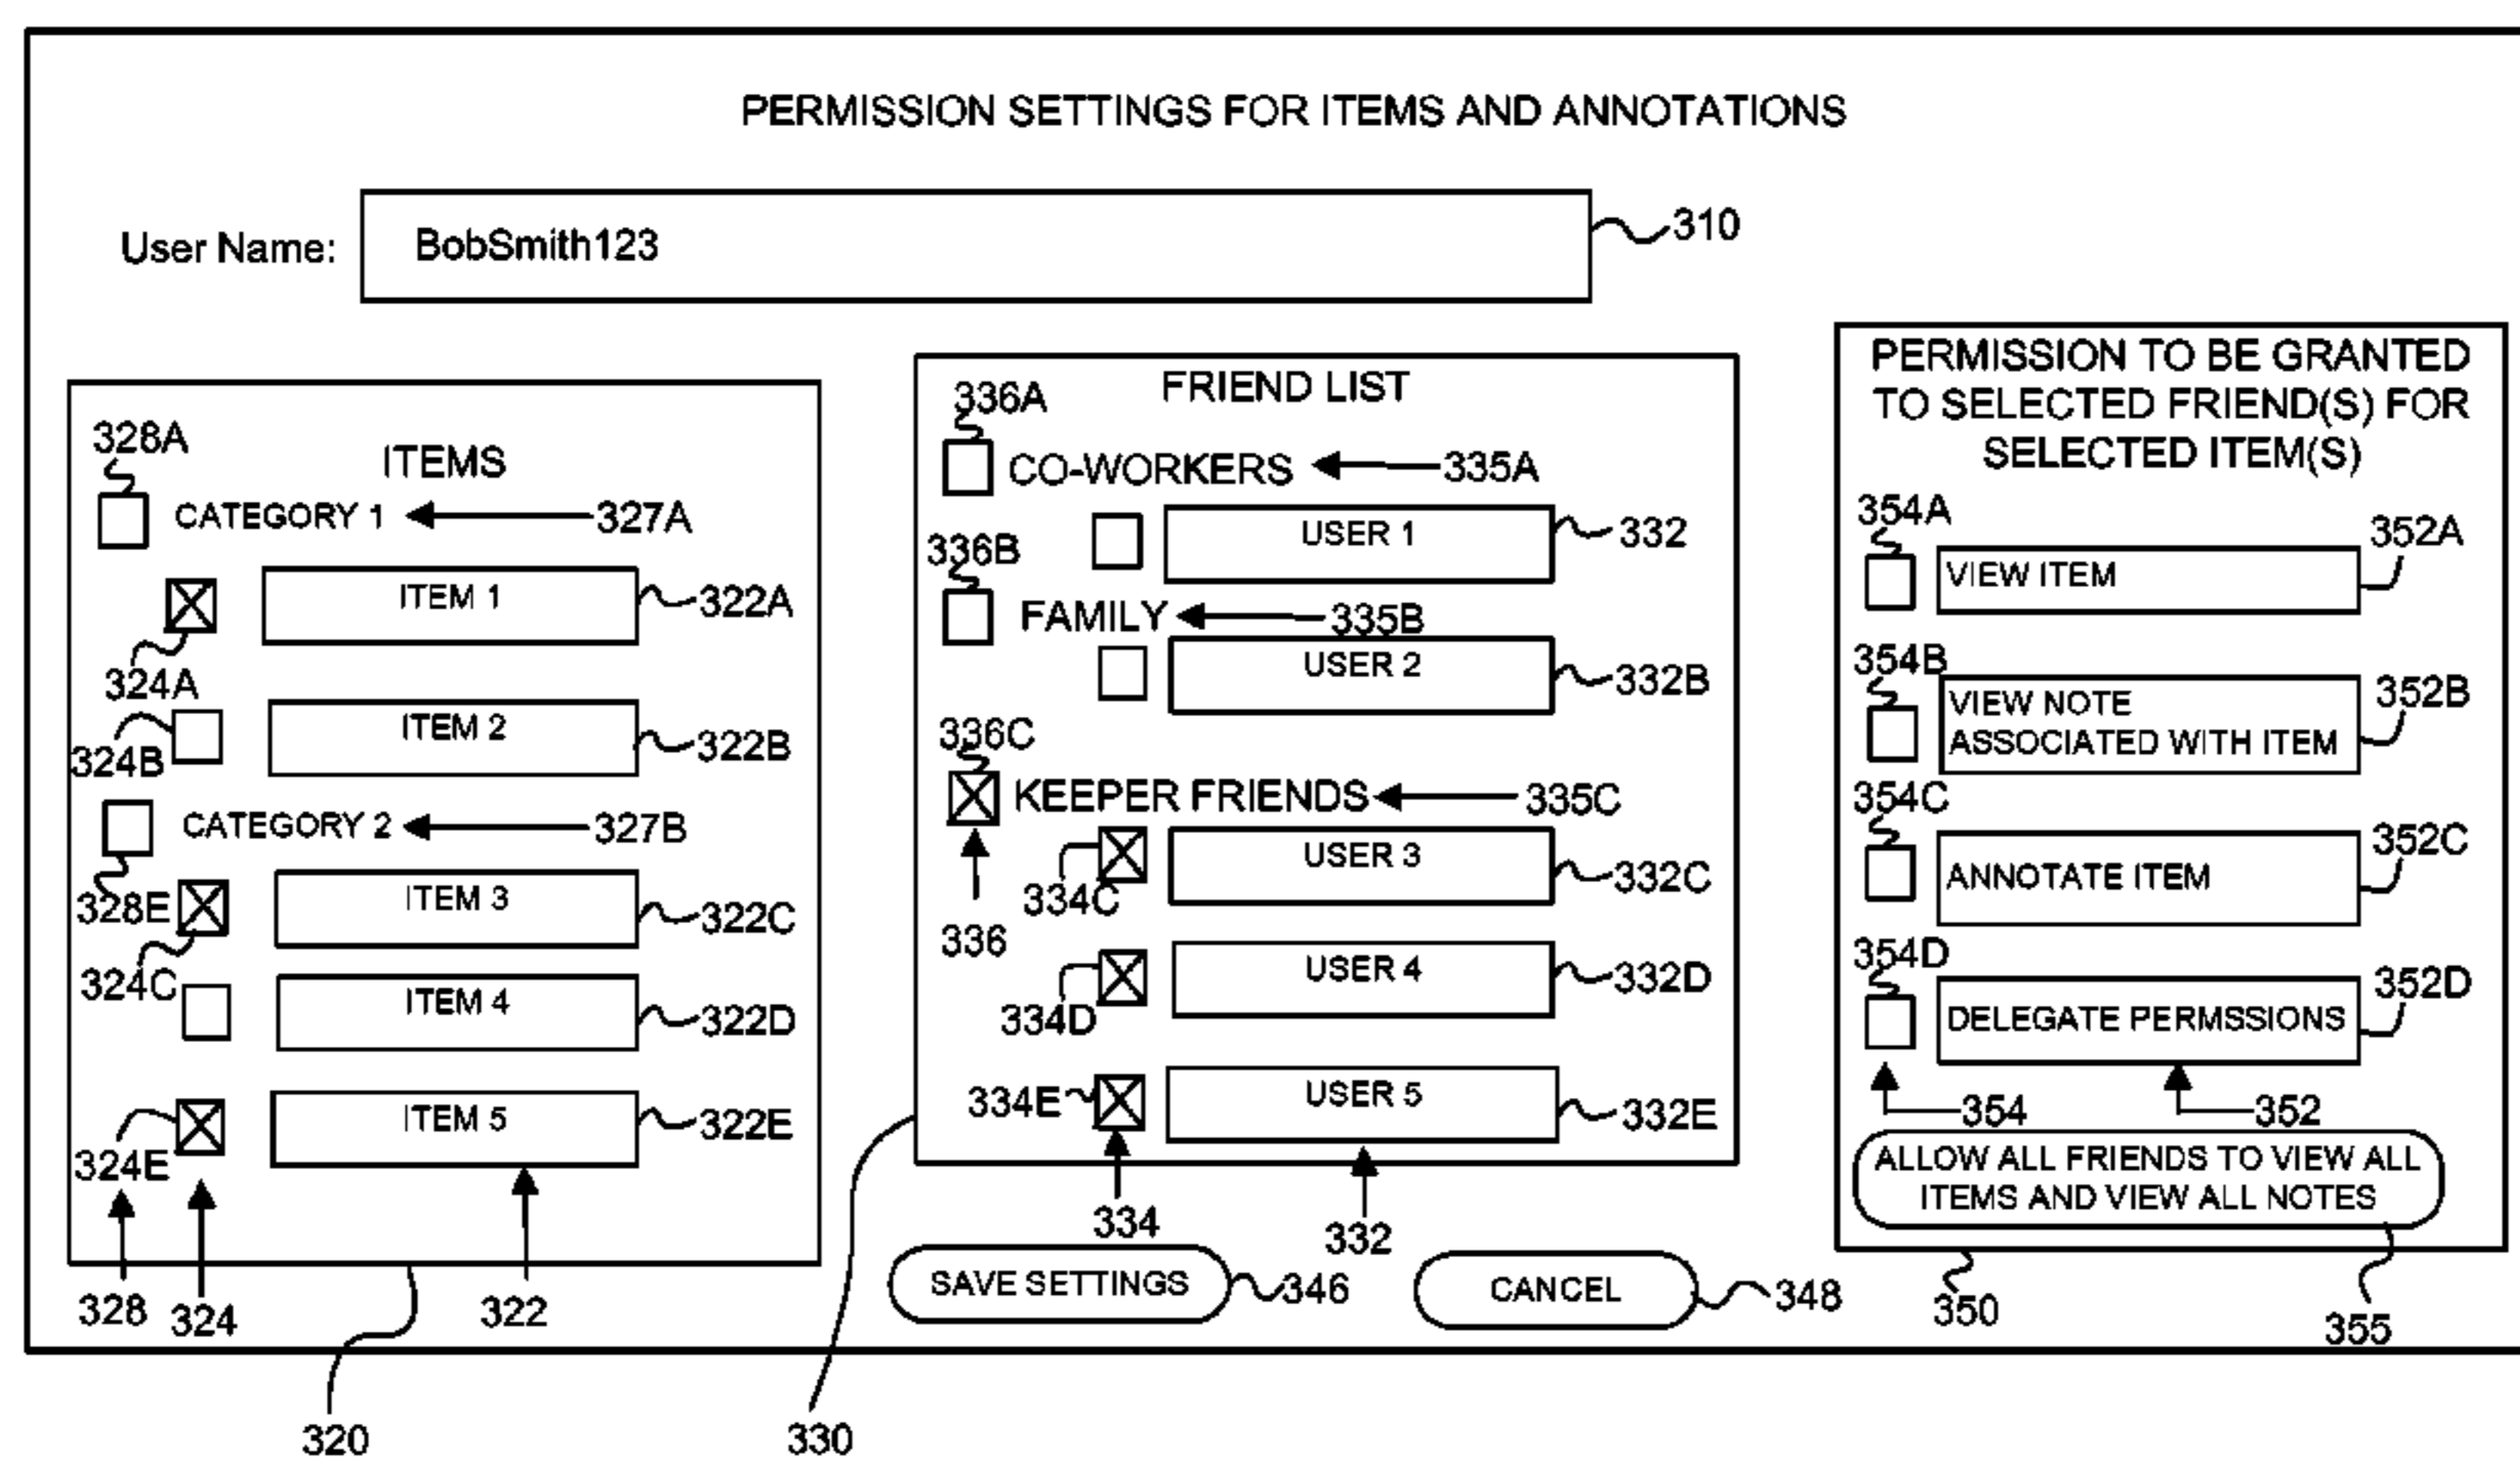 PERMISSION SETTINGS FOR ITEMS AND ANNOTATIONS
User Name:
BobSmith123
310
328A
ITEMS
CATEGORY 1
327A
ITEM 1
322A
324A
ITEM 2
322B
324B
CATEGORY 2
327B
328E
ITEM 3
322C
324C
ITEM 4
322D
ITEM 5
322E
324E
328
324
322
320
336A
FRIEND LIST
CO-WORKERS
335A
USER 1
332
336B
FAMILY
335B
USER 2
332B
336C
KEEPER FRIENDS
335C
USER 3
332C
334C
336
USER 4
332D
334D
USER 5
332E
334E
334
332
330
SAVE SETTINGS
346
CANCEL
348
PERMISSION TO BE GRANTED
TO SELECTED FRIEND(S) FOR
SELECTED ITEM(S)
354A
VIEW ITEM
352A
354B
VIEW NOTE
ASSOCIATED WITH ITEM
352B
354C
ANNOTATE ITEM
352C
354D
DELEGATE PERMSSIONS
352D
354
352
ALLOW ALL FRIENDS TO VIEW ALL
ITEMS AND VIEW ALL NOTES
350
355